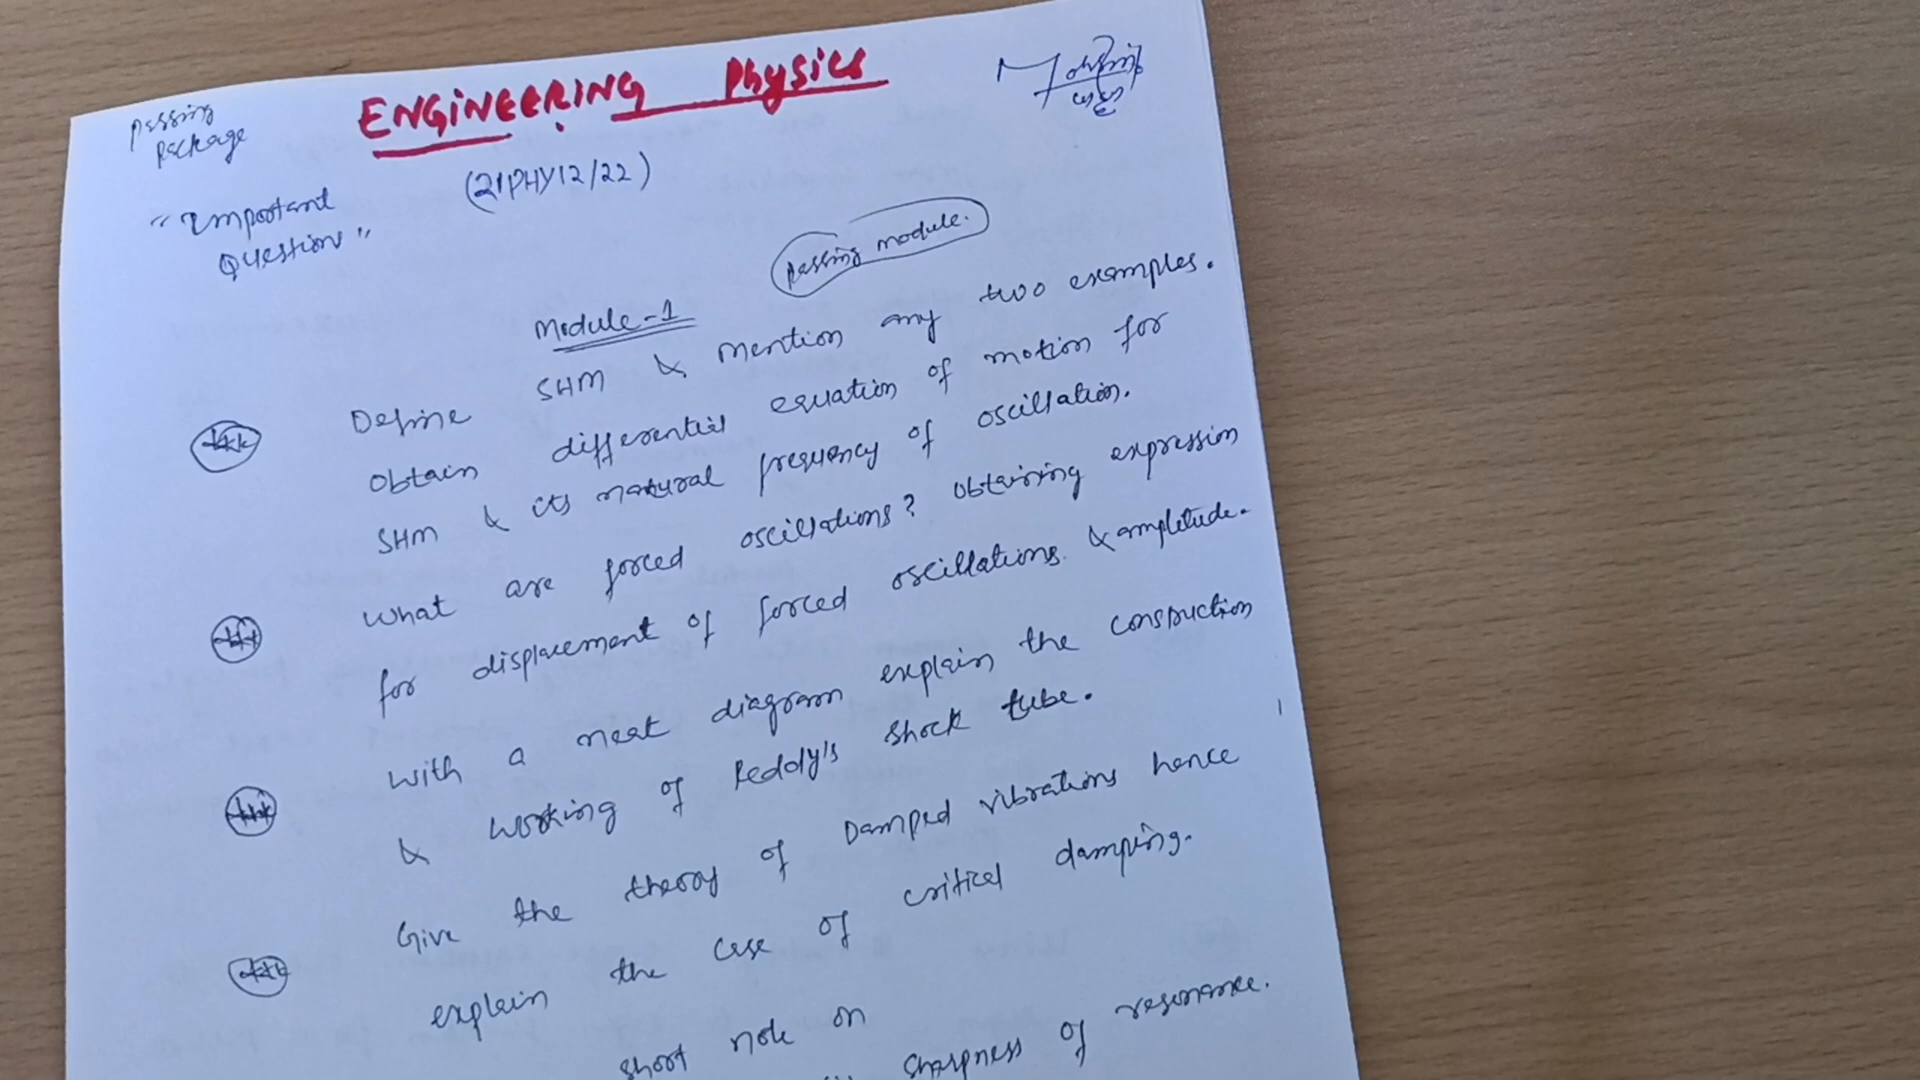 Passing
Package
ENGINEERING Physics
(21PHY12/22)
"Important
Questions"
Passing module.
Module-1
Define SHM & mention any two examples.
Obtain differential equation of motion for
SHM & its natural frequency of oscillation.
What are forced oscillations? obtaining expression
for displacement of forced oscillations & amplitude.
With a neat diagram explain the construction
& working of Reddy's shock tube.
Give the theory of Damped vibrations hence
explain the case of critical damping.
short note on
sharpness of resonance.